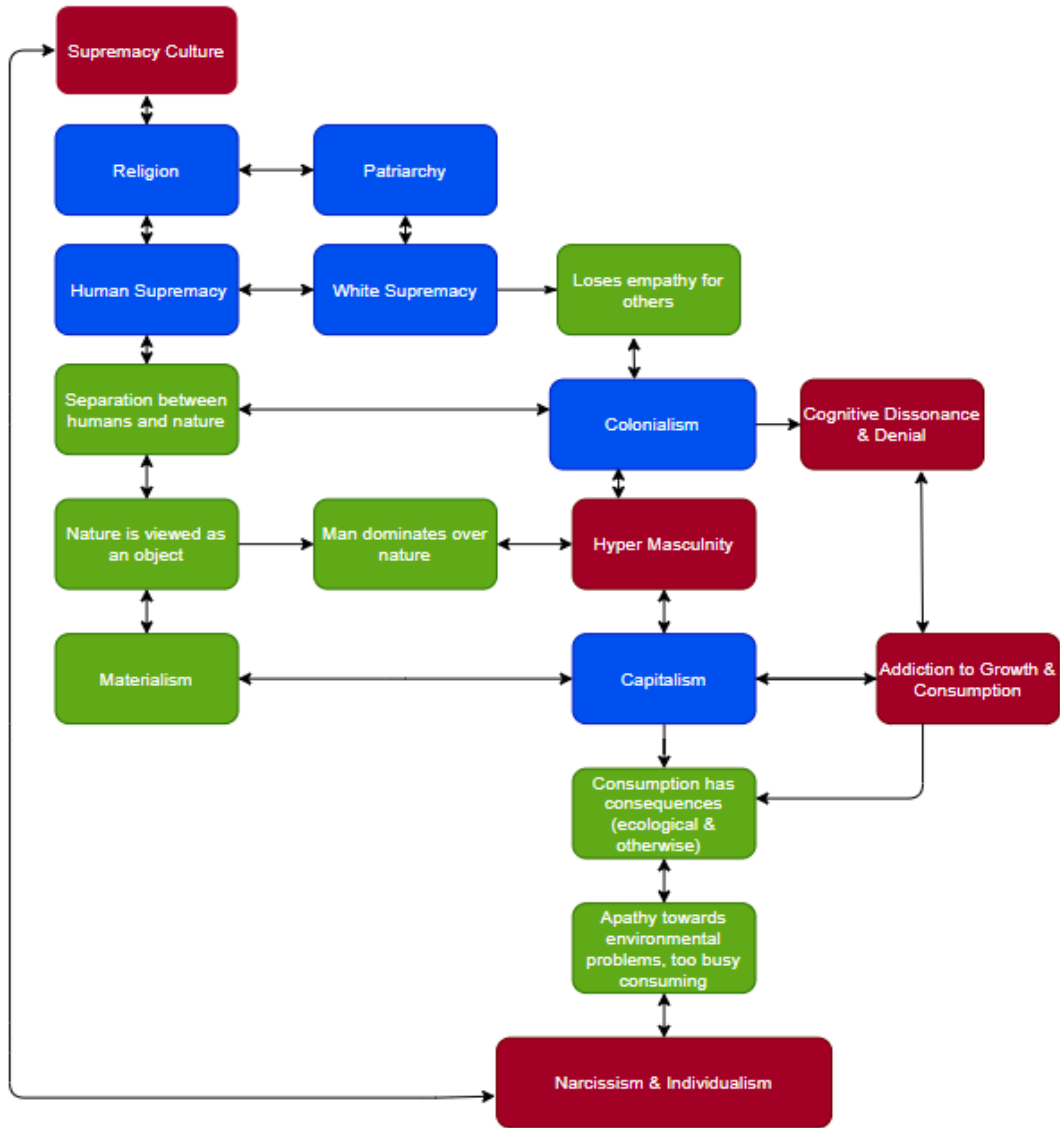 Supremacy Culture
Religion
Patriarchy
Human Supremacy
White Supremacy
Loses empathy for
others
Separation between
humans and nature
Colonialism
Cognitive Dissonance
& Denial
Nature is viewed as
an object
Man dominates over
nature
Hyper Masculnity
Materialism
Capitalism
Addiction to Growth &
Consumption
Consumption has
consequences
(ecological &
otherwise)
Apathy towards
environmental
problems, too busy
consuming
Narcissism & Individualism